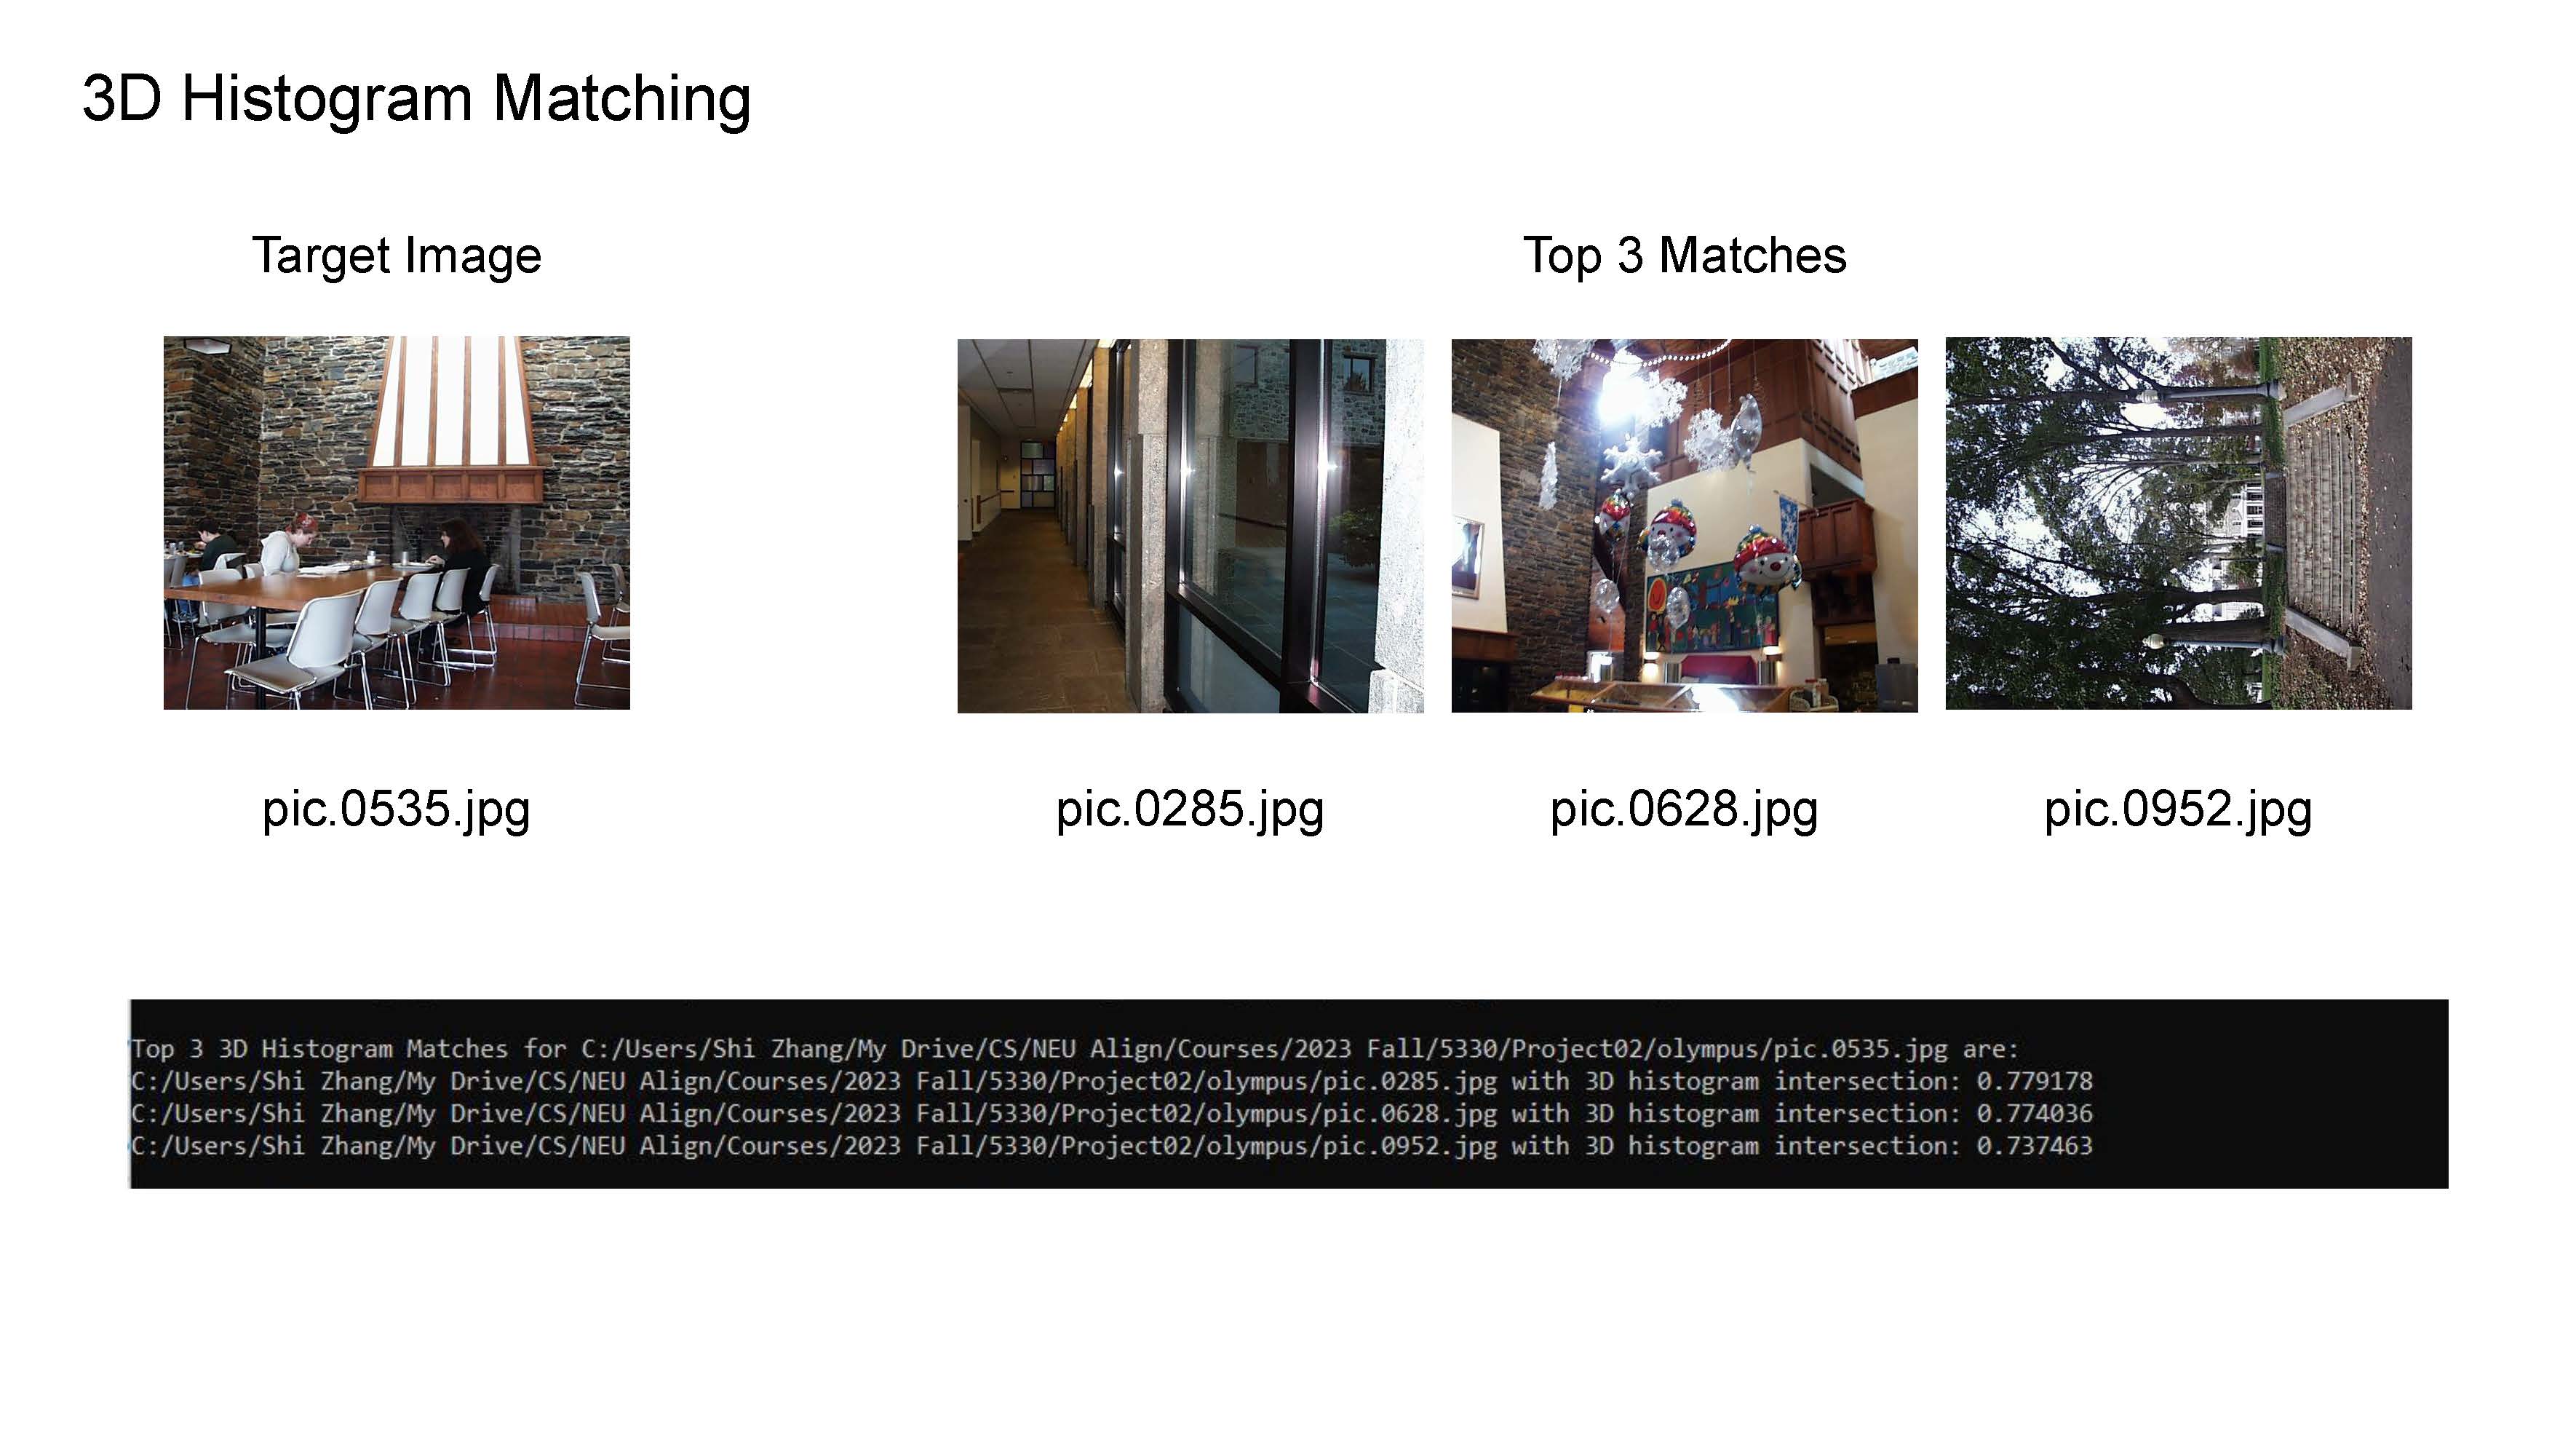 3D Histogram Matching
Target Image
Top 3 Matches
pic.0535.jpg
pic.0285.jpg
pic.0628.jpg
pic.0952.jpg
Top 3 3D Histogram Matches for C:/Users/Shi Zhang/My Drive/CS/NEU Align/Courses/2023 Fall/5330/Project02/olympus/pic.0535.jpg are:
C:/Users/Shi Zhang/My Drive/CS/NEU Align/Courses/2023 Fall/5330/Project02/olympus/pic.0285.jpg with 3D histogram intersection: 0.779178
C:/Users/Shi Zhang/My Drive/CS/NEU Align/Courses/2023 Fall/5330/Project02/olympus/pic.0628.jpg with 3D histogram intersection: 0.774036
C:/Users/Shi Zhang/My Drive/CS/NEU Align/Courses/2023 Fall/5330/Project02/olympus/pic.0952.jpg with 3D histogram intersection: 0.737463